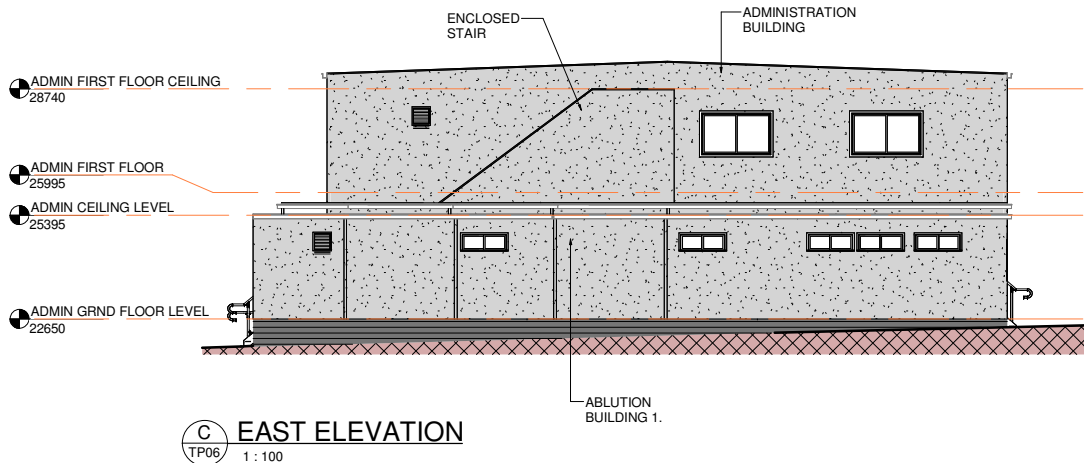 ENCLOSED
STAIR
ADMINISTRATION
BUILDING
ADMIN FIRST FLOOR CEILING
28740
ADMIN FIRST FLOOR
25995
ADMIN CEILING LEVEL
25395
ADMIN GRND FLOOR LEVEL
22650
ABLUTION
BUILDING 1.
C
TP06
EAST ELEVATION
1 : 100